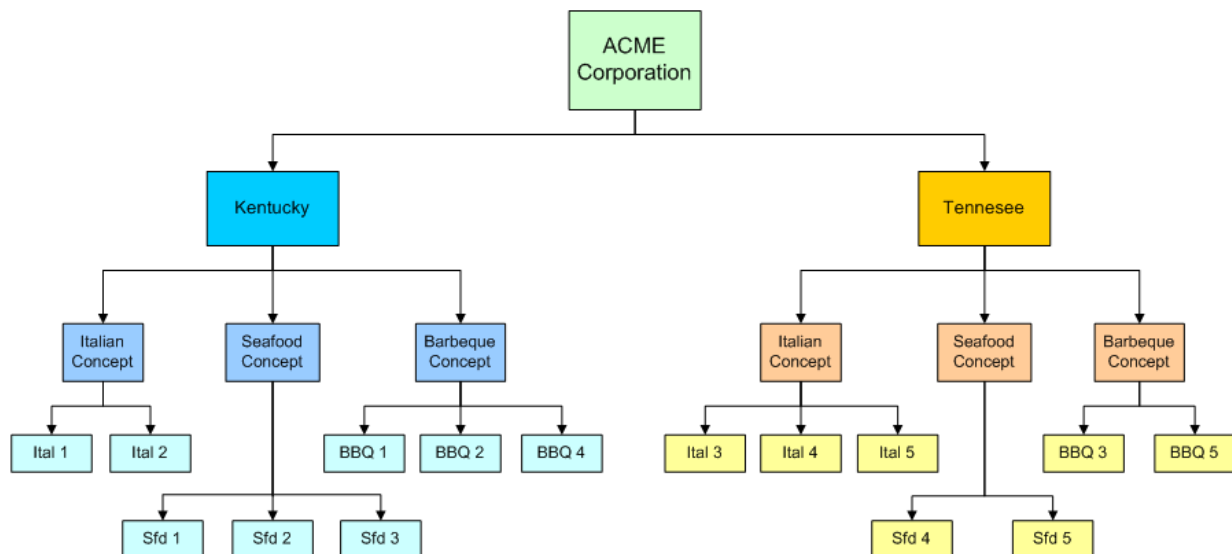 ACME
Corporation
Kentucky
Tennesee
Italian
Concept
Seafood
Concept
Barbeque
Concept
Italian
Concept
Seafood
Concept
Barbeque
Concept
Ital 1
Ital 2
BBQ 1
BBQ 2
BBQ 4
Ital 3
Ital 4
Ital 5
BBQ 3
BBQ 5
Sfd 1
Sfd 2
Sfd 3
Sfd 4
Sfd 5